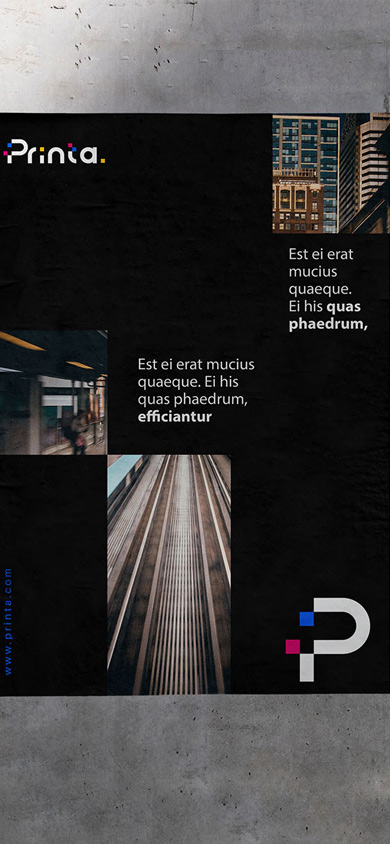 Printa.
Est ei erat
mucius
quaeque.
Ei his quas
phaedrum,
Est ei erat mucius
quaeque. Ei his
quas phaedrum,
efficiantur
www.printa.com
P